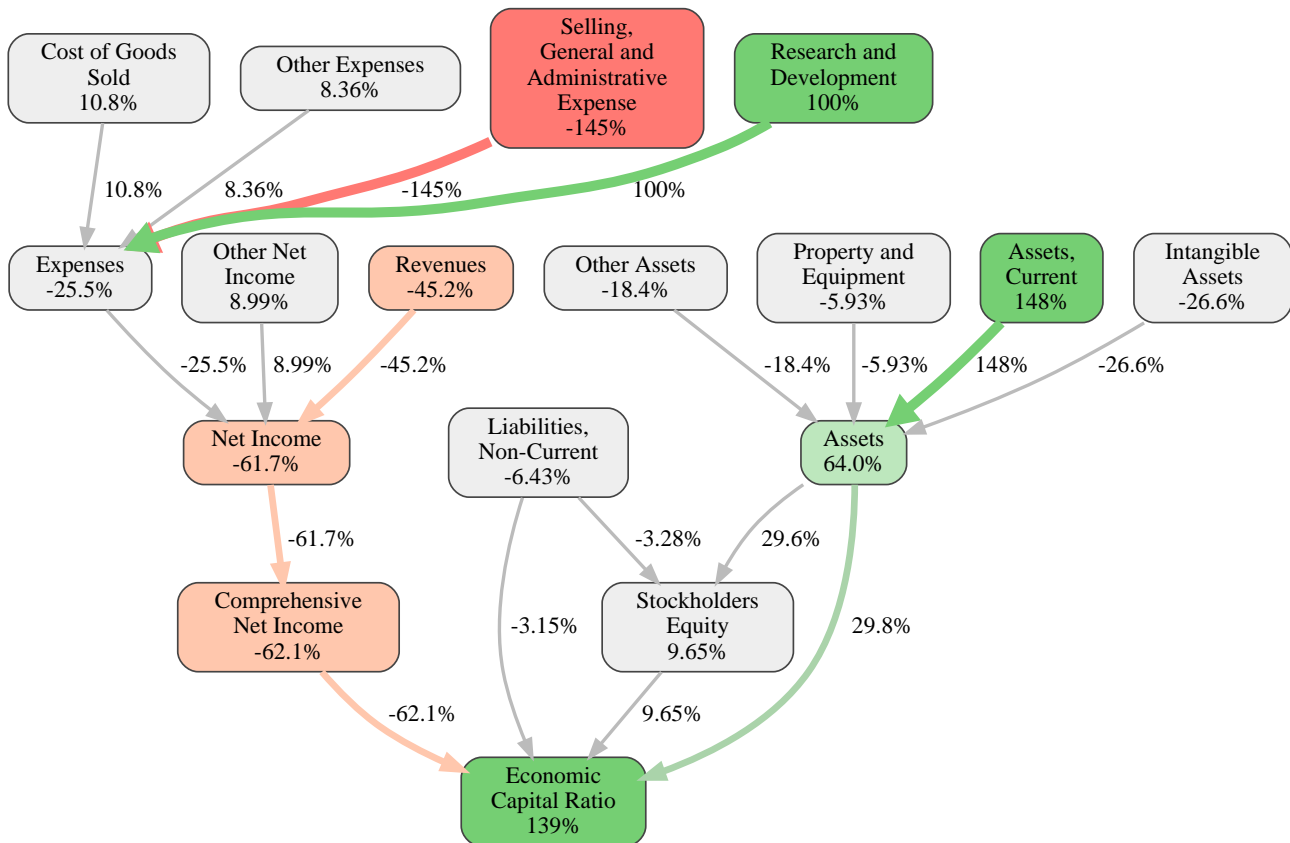 Cost of Goods
Sold
10.8%
Other Expenses
8.36%
Selling,
General and
Administrative
Expense
-145%
Research and
Development
100%
10.8%
8.36%
-145%
100%
Expenses
-25.5%
Other Net
Income
8.99%
Revenues
-45.2%
Other Assets
-18.4%
Property and
Equipment
-5.93%
Assets,
Current
148%
Intangible
Assets
-26.6%
-25.5%
8.99%
-45.2%
-18.4%
-5.93%
148%
-26.6%
Net Income
-61.7%
Liabilities,
Non-Current
-6.43%
Assets
64.0%
-61.7%
-3.28%
29.6%
Comprehensive
Net Income
-62.1%
-3.15%
Stockholders
Equity
9.65%
29.8%
-62.1%
9.65%
Economic
Capital Ratio
139%